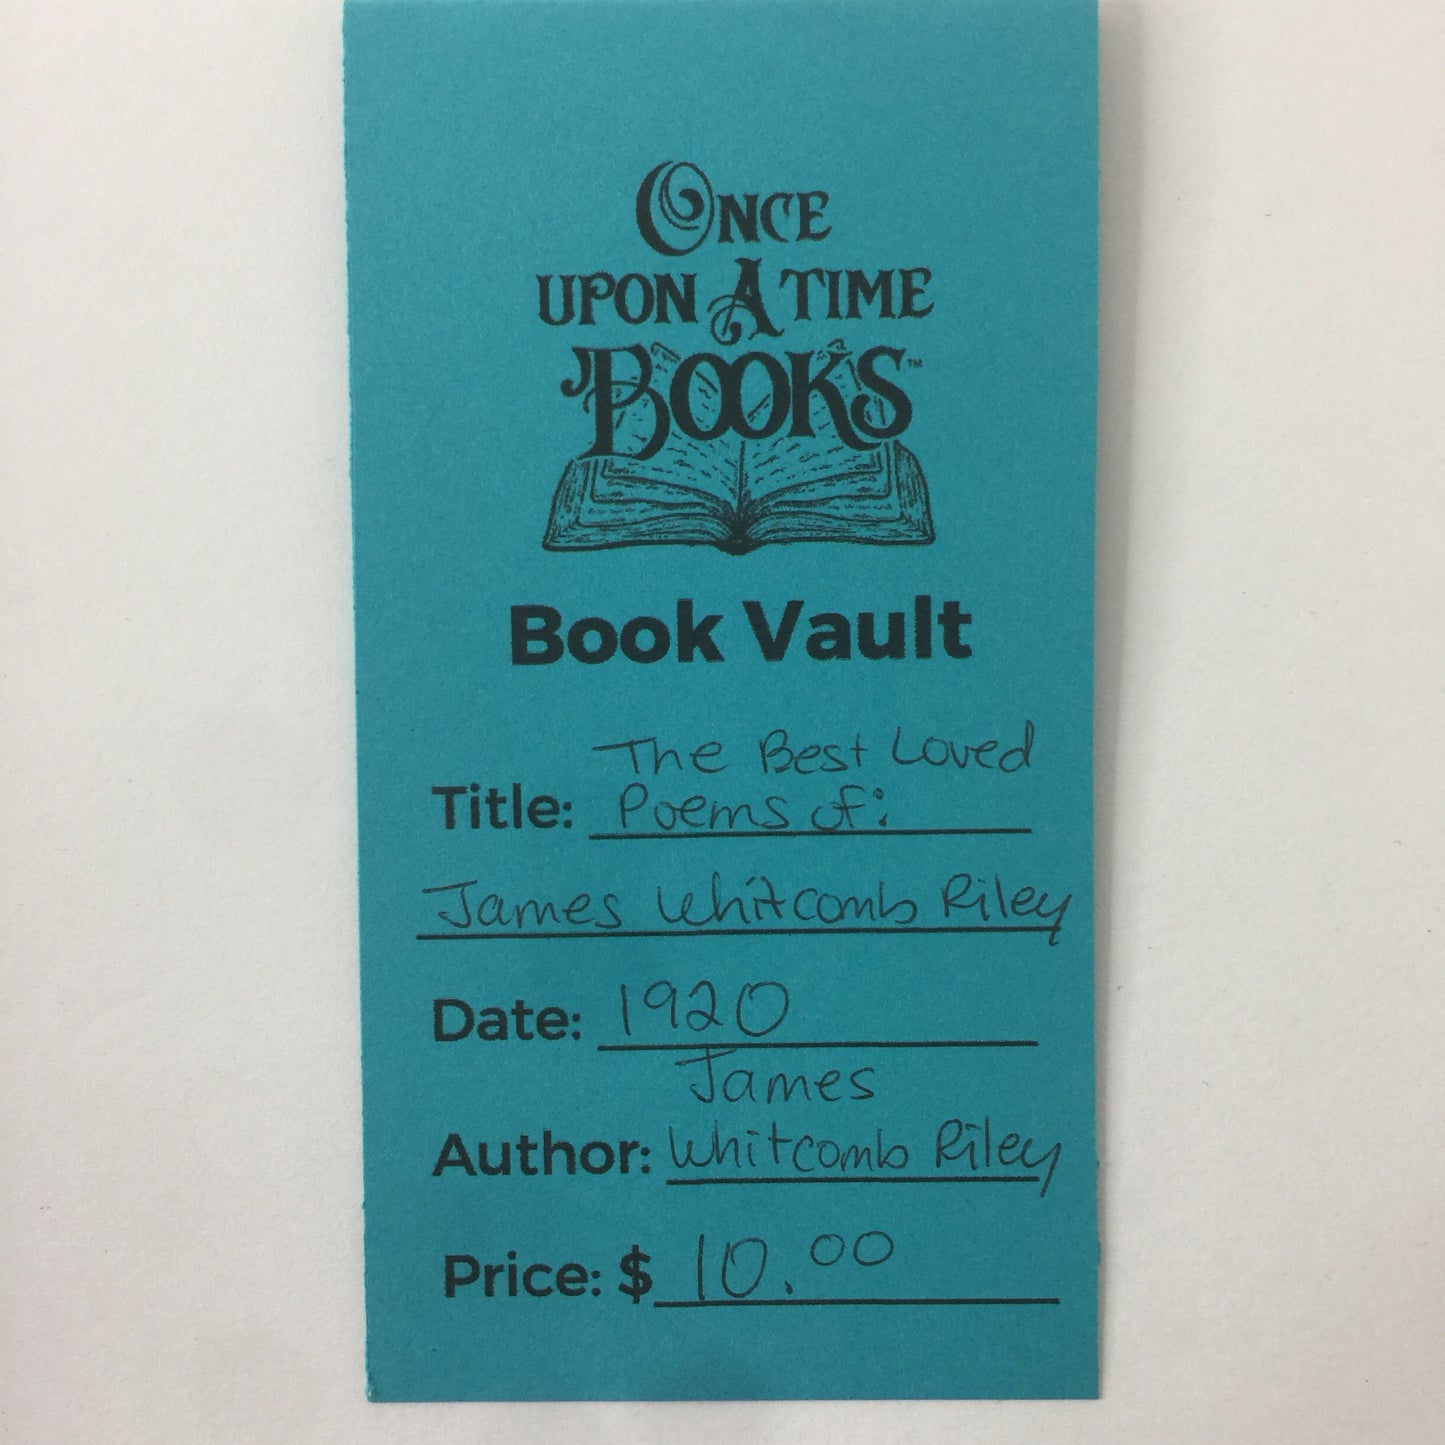 ONCE
UPON A TIME
BOOKS™
Book Vault
The Best Loved
Title: Poems of:
James Whitcomb Riley
Date: 1920
James
Author: Whitcomb Riley
Price: $ 10.00